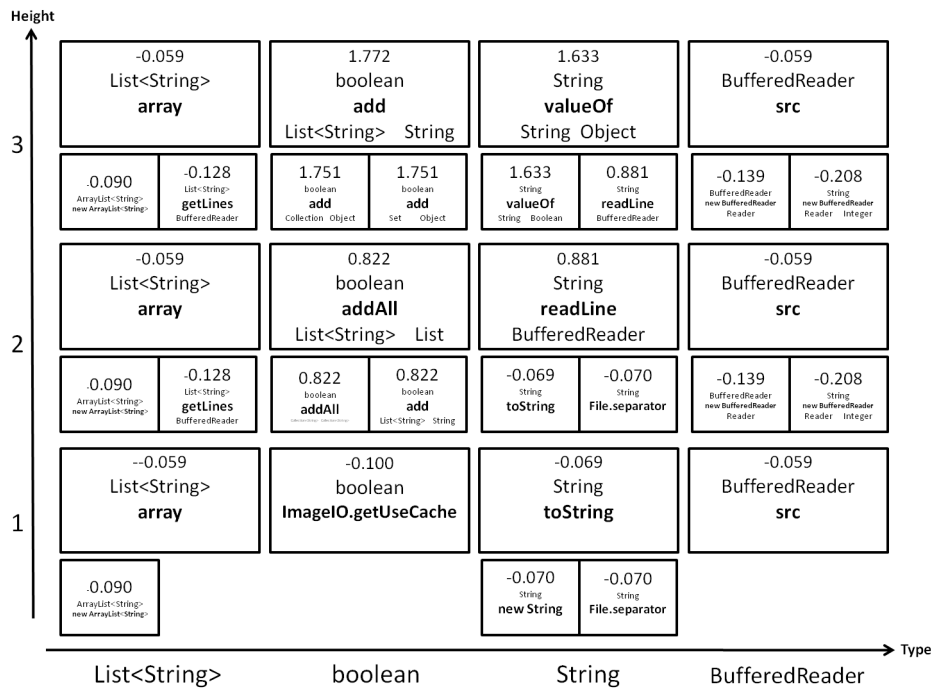 Height
-0.059
List<String>
array
1.772
boolean
add
List<String> String
1.633
String
valueOf
String Object
-0.059
BufferedReader
src
3
-0.090
ArrayList<String>
new ArrayList<String>
-0.128
List<String>
getLines
BufferedReader
1.751
boolean
add
Collection Object
1.751
boolean
add
Set Object
1.633
String
valueOf
String Boolean
0.881
String
readLine
BufferedReader
-0.139
BufferedReader
new BufferedReader
Reader
-0.208
String
new BufferedReader
Reader Integer
-0.059
List<String>
array
0.822
boolean
addAll
List<String> List
0.881
String
readLine
BufferedReader
-0.059
BufferedReader
src
2
-0.090
ArrayList<String>
new ArrayList<String>
-0.128
List<String>
getLines
BufferedReader
0.822
boolean
addAll
0.822
boolean
add
List<String> String
-0.069
String
toString
-0.070
String
File.separator
-0.139
BufferedReader
new BufferedReader
Reader
-0.208
String
new BufferedReader
Reader Integer
--0.059
List<String>
array
-0.100
boolean
ImageIO.getUseCache
-0.069
String
toString
-0.059
BufferedReader
src
1
-0.090
ArrayList<String>
new ArrayList<String>
-0.070
String
new String
-0.070
String
File.separator
Type
List<String>
boolean
String
BufferedReader